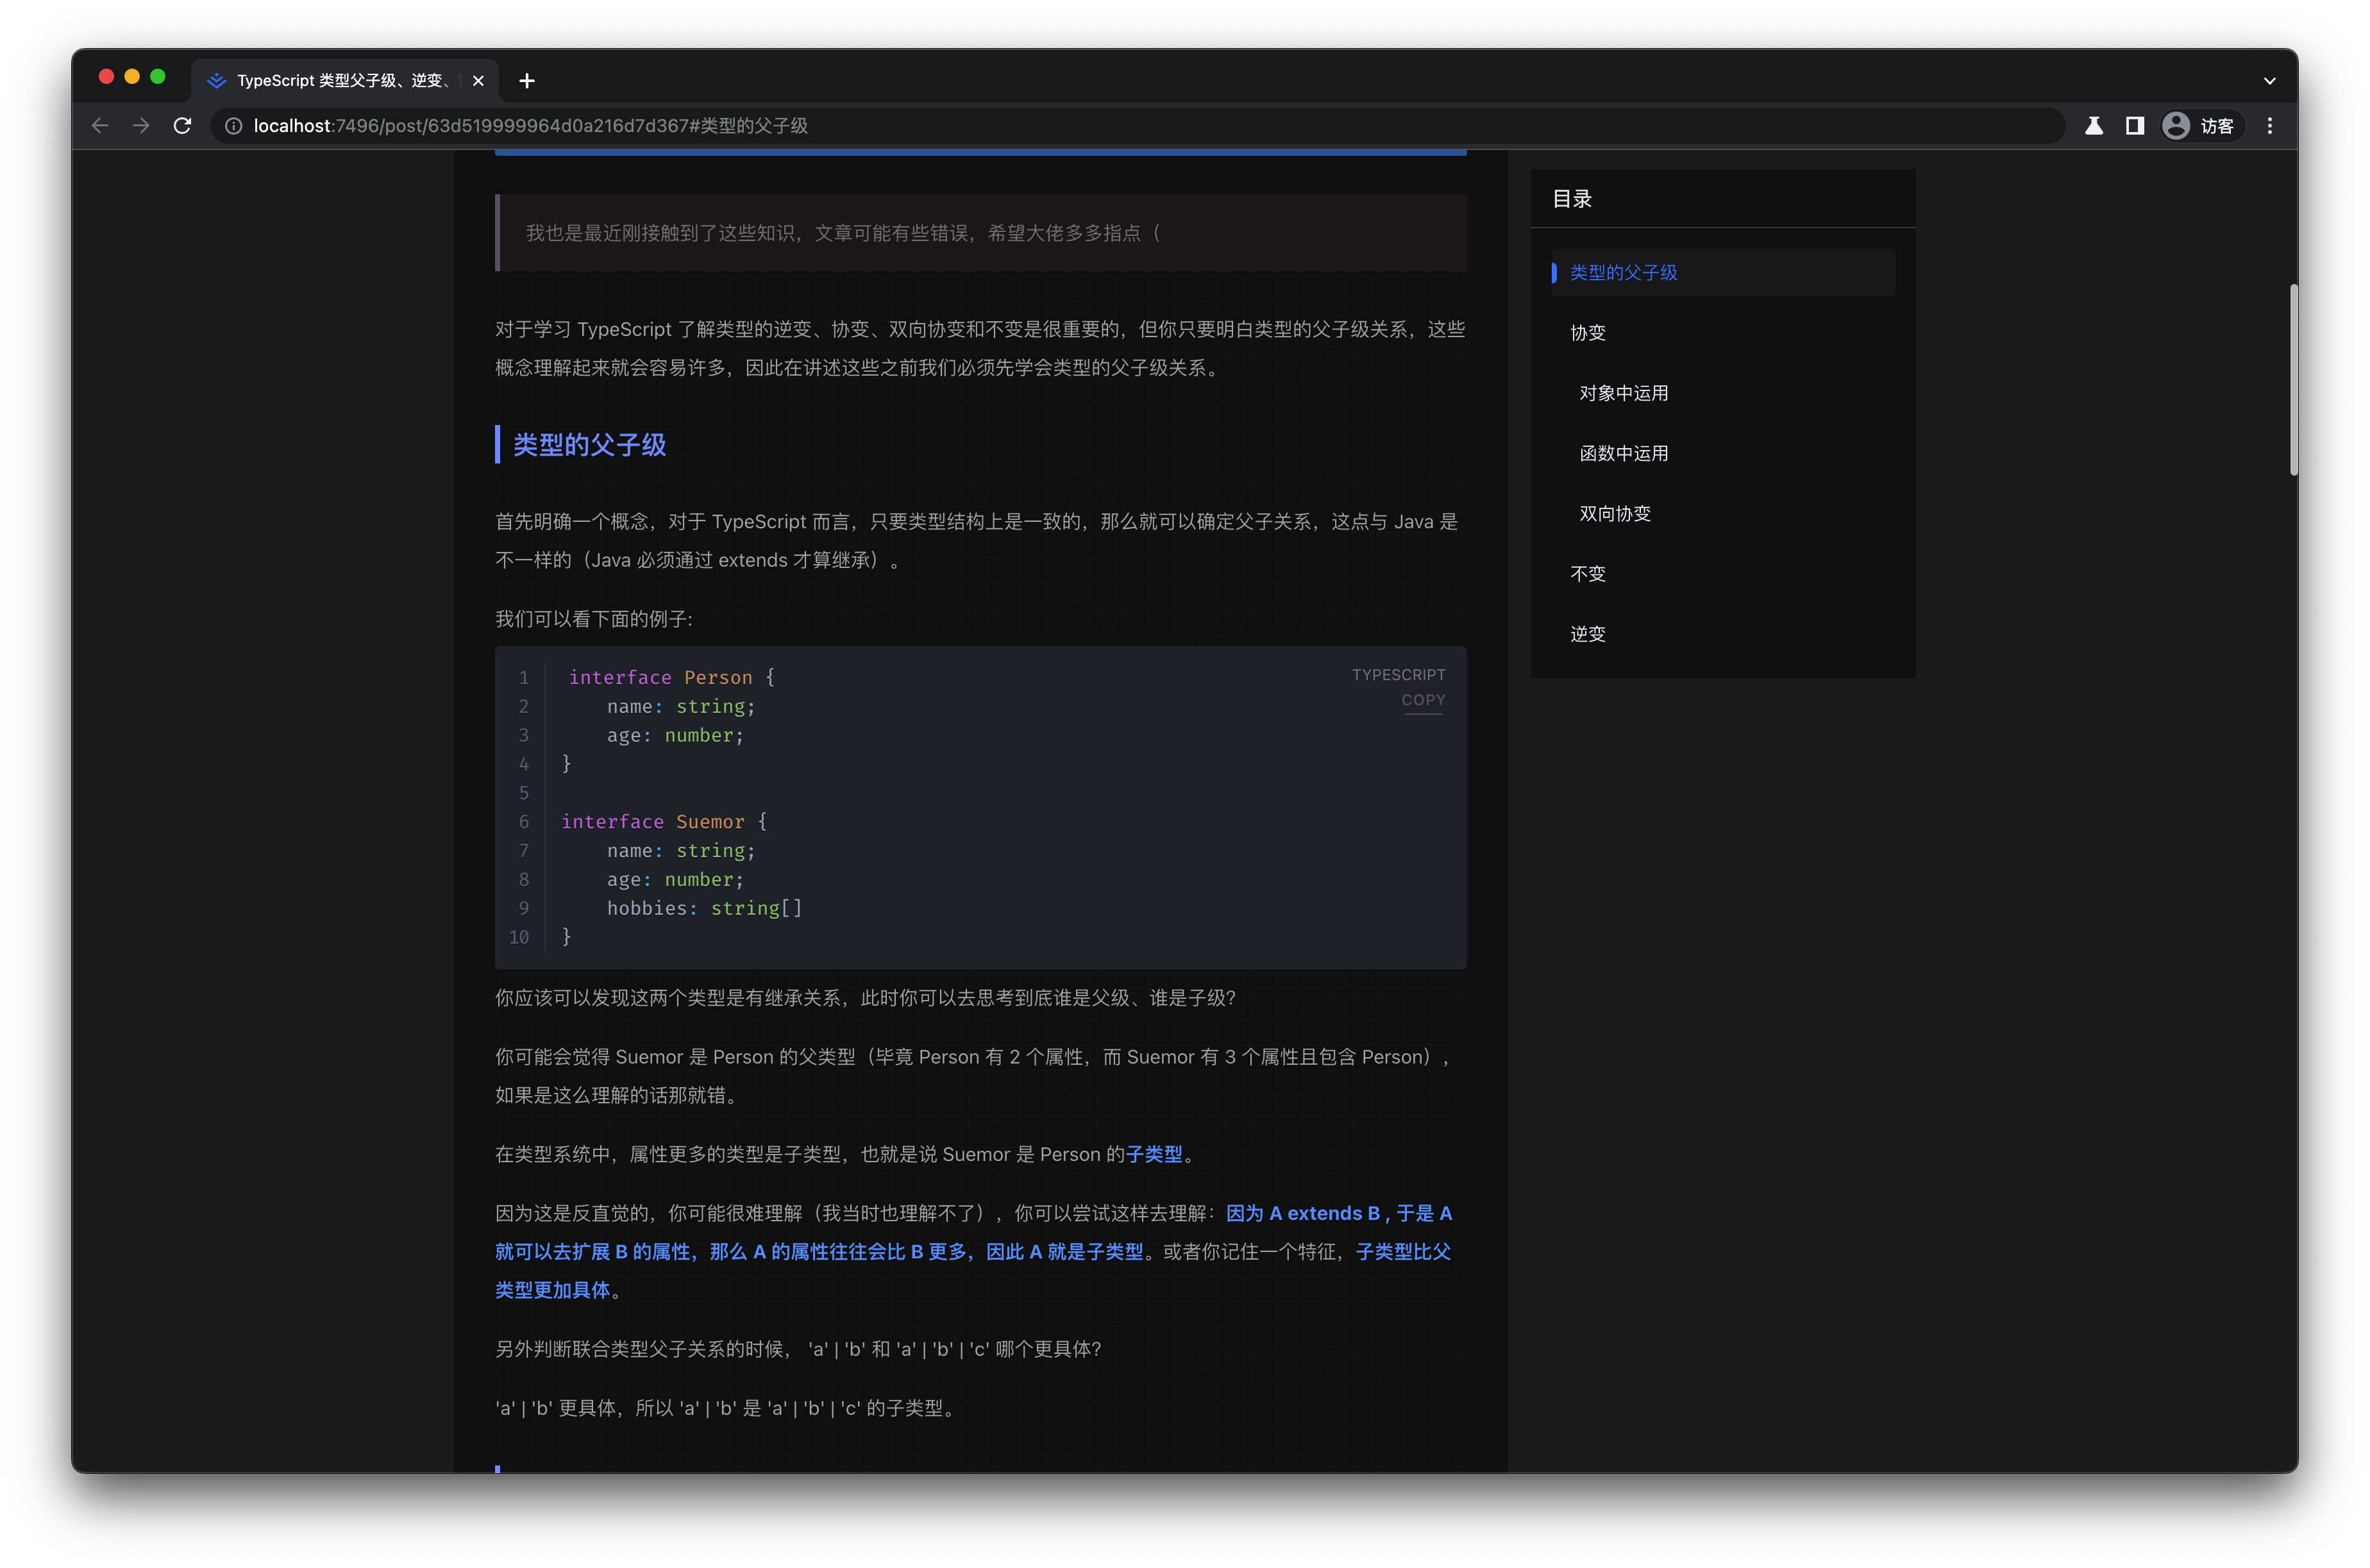 TypeScript 类型父子级、逆变、
localhost:7496/post/63d519999964d0a216d7d367#类型的父子级
访客
我也是最近刚接触到了这些知识，文章可能有些错误，希望大佬多多指点（
对于学习 TypeScript 了解类型的逆变、协变、双向协变和不变是很重要的，但你只要明白类型的父子级关系，这些
概念理解起来就会容易许多，因此在讲述这些之前我们必须先学会类型的父子级关系。
类型的父子级
首先明确一个概念，对于 TypeScript 而言，只要类型结构上是一致的，那么就可以确定父子关系，这点与 Java 是
不一样的（Java 必须通过 extends 才算继承）。
我们可以看下面的例子:
TYPESCRIPT
COPY
1 interface Person {
2 name: string;
3 age: number;
4 }
5
6 interface Suemor {
7 name: string;
8 age: number;
9 hobbies: string[]
10 }
你应该可以发现这两个类型是有继承关系，此时你可以去思考到底谁是父级、谁是子级?
你可能会觉得 Suemor 是 Person 的父类型（毕竟 Person 有 2 个属性，而 Suemor 有 3 个属性且包含 Person），
如果是这么理解的话那就错。
在类型系统中，属性更多的类型是子类型，也就是说 Suemor 是 Person 的子类型。
因为这是反直觉的，你可能很难理解（我当时也理解不了），你可以尝试这样去理解：因为 A extends B , 于是 A
就可以去扩展 B 的属性，那么 A 的属性往往会比 B 更多，因此 A 就是子类型。或者你记住一个特征，子类型比父
类型更加具体。
另外判断联合类型父子关系的时候， 'a' | 'b' 和 'a' | 'b' | 'c' 哪个更具体?
'a' | 'b' 更具体，所以 'a' | 'b' 是 'a' | 'b' | 'c' 的子类型。
目录
类型的父子级
协变
对象中运用
函数中运用
双向协变
不变
逆变